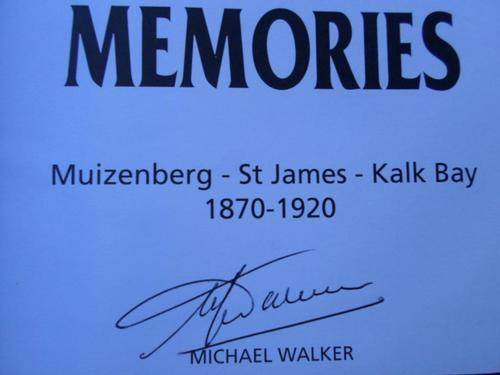 MEMORIES
Muizenberg - St James - Kalk Bay
1870-1920
MICHAEL WALKER